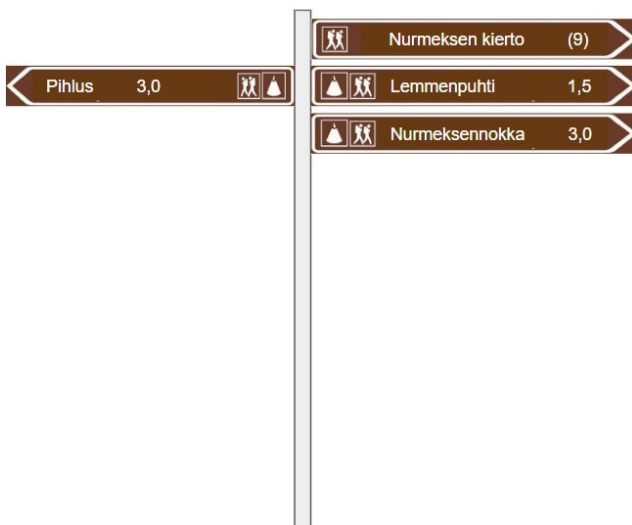 Nurmeksen kierto (9)
Pihlus 3,0
Lemmenpuhti 1,5
Nurmeksennokka 3,0